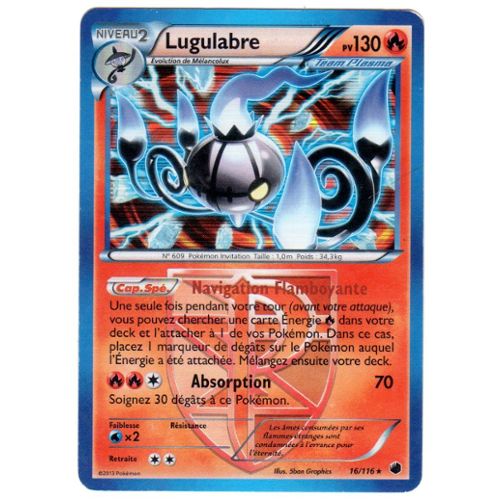 NIVEAU2 Lugulabre PV130
Évolution de Mélancolux Team Plasma
N° 609 Pokémon Invitation Taille : 1,0m Poids : 34,3kg
Cap. Spé. Navigation Flamboyante
Une seule fois pendant votre tour (avant votre attaque),
vous pouvez chercher une carte Énergie dans votre
deck et l'attacher à 1 de vos Pokémon. Dans ce cas,
placez 1 marqueur de dégâts sur le Pokémon auquel
l'Énergie a été attachée. Mélangez ensuite votre deck.
Absorption 70
Soignez 30 dégâts à ce Pokémon.
Faiblesse Résistance
×2
Retraite
Les âmes consumées par ses
flammes étranges sont
condamnées à errer pour
l'éternité.
©2013 Pokémon Illus. 5ban Graphics 16/116 ★